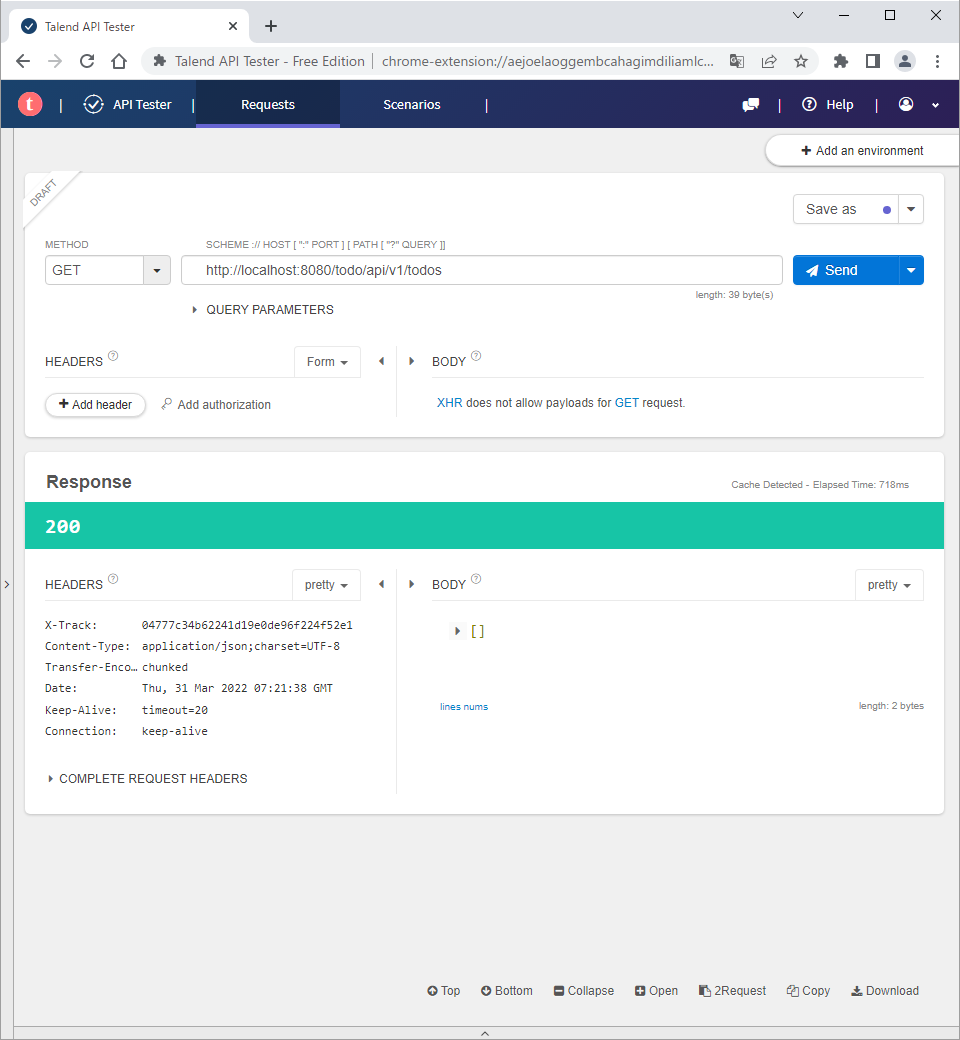 Talend API Tester
Talend API Tester - Free Edition | chrome-extension://aejoelaoggembcahagimdiliamlc...
t | API Tester | Requests Scenarios | | Help |
+ Add an environment
DRAFT
Save as
METHOD SCHEME :// HOST [ ":" PORT ] [ PATH [ "?" QUERY ]]
GET http://localhost:8080/todo/api/v1/todos Send
length: 39 byte(s)
QUERY PARAMETERS
HEADERS ? Form BODY ?
+ Add header Add authorization XHR does not allow payloads for GET request.
Response
Cache Detected - Elapsed Time: 718ms
200
HEADERS ? pretty BODY ? pretty
X-Track: 04777c34b62241d19e0de96f224f52e1
Content-Type: application/json;charset=UTF-8
Transfer-Enco… chunked
Date: Thu, 31 Mar 2022 07:21:38 GMT
Keep-Alive: timeout=20
Connection: keep-alive
[]
lines nums length: 2 bytes
COMPLETE REQUEST HEADERS
Top Bottom Collapse Open 2Request Copy Download